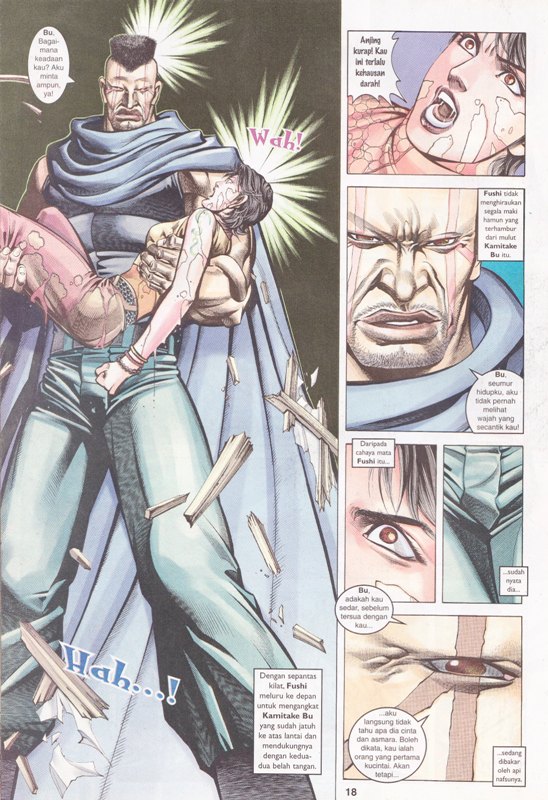 Bu,
Bagai-
mana
keadaan
kau? Aku
minta
ampun,
ya!
Wah!
Hah...!
Dengan sepantas
kilat, Fushi
meluru ke depan
untuk mengangkat
Kamitake Bu
yang sudah jatuh
ke atas lantai dan
mendukungnya
dengan kedua-
dua belah tangan.
Anjing
kurap! Kau
ini terlalu
kehausan
darah!
Fushi tidak
menghiraukan
segala maki
hamun yang
terhambur
dari mulut
Kamitake
Bu itu.
Bu,
seumur
hidupku, aku
tidak pernah
melihat
wajah yang
secantik kau!
Daripada
cahaya mata
Fushi itu...
...sudah
nyata
dia...
Bu,
adakah kau
sedar, sebelum
tersua dengan
kau...
...aku
langsung tidak
tahu apa dia cinta
dan asmara. Boleh
dikata, kau ialah
orang yang pertama
kucintai. Akan
tetapi...
...sedang
dibakar
oleh api
nafsunya.
18